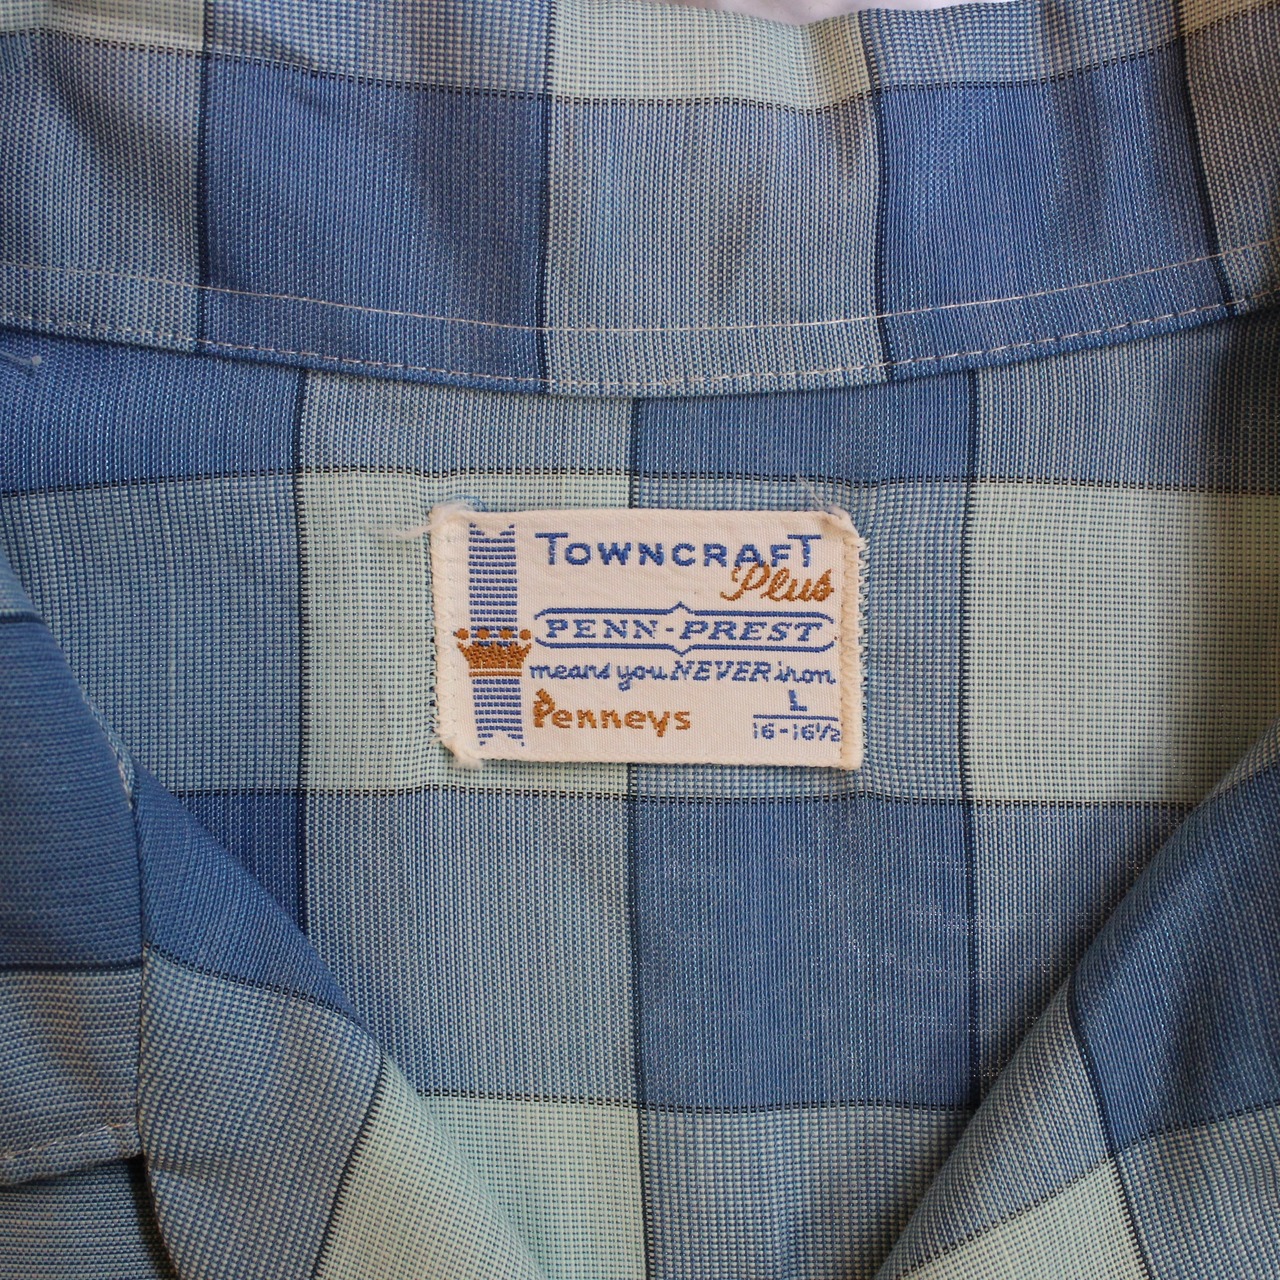 TOWNCRAFT
Plus
PENN-PREST
means you NEVER iron
Penneys
L
16-16½